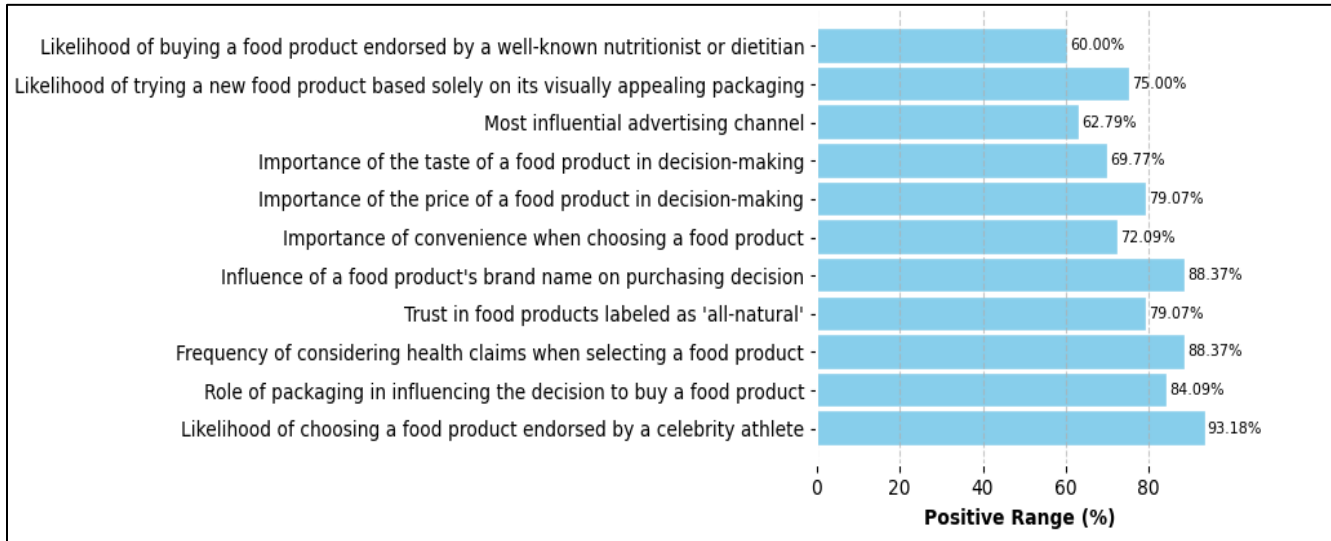 Likelihood of buying a food product endorsed by a well-known nutritionist or dietitian 60.00%
Likelihood of trying a new food product based solely on its visually appealing packaging 75.00%
Most influential advertising channel 62.79%
Importance of the taste of a food product in decision-making 69.77%
Importance of the price of a food product in decision-making 79.07%
Importance of convenience when choosing a food product 72.09%
Influence of a food product's brand name on purchasing decision 88.37%
Trust in food products labeled as 'all-natural' 79.07%
Frequency of considering health claims when selecting a food product 88.37%
Role of packaging in influencing the decision to buy a food product 84.09%
Likelihood of choosing a food product endorsed by a celebrity athlete 93.18%
0 20 40 60 80
Positive Range (%)